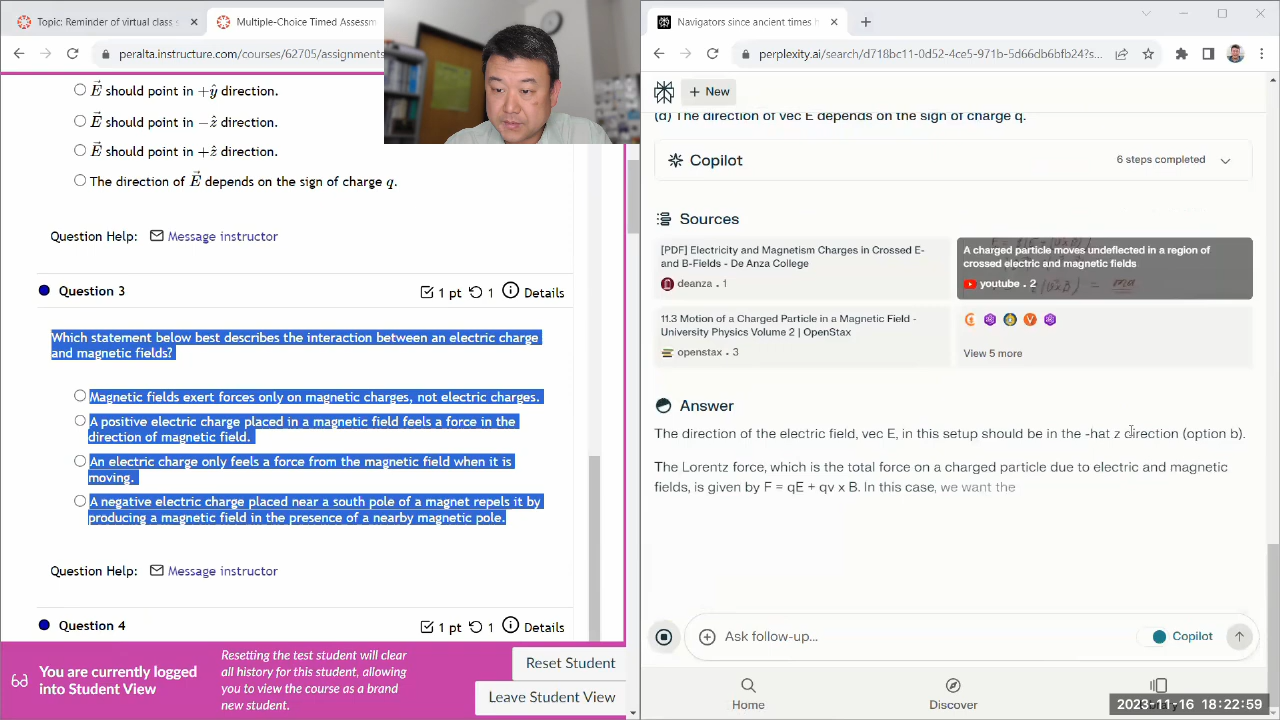 Topic: Reminder of virtual class s
Multiple-Choice Timed Assessm
peralta.instructure.com/courses/62705/assignments
E⃗ should point in +ŷ direction.
E⃗ should point in −ẑ direction.
E⃗ should point in +ẑ direction.
The direction of E⃗ depends on the sign of charge q.
Question Help: Message instructor
Question 3
1 pt 1 Details
Which statement below best describes the interaction between an electric charge
and magnetic fields?
Magnetic fields exert forces only on magnetic charges, not electric charges.
A positive electric charge placed in a magnetic field feels a force in the
direction of magnetic field.
An electric charge only feels a force from the magnetic field when it is
moving.
A negative electric charge placed near a south pole of a magnet repels it by
producing a magnetic field in the presence of a nearby magnetic pole.
Question Help: Message instructor
Question 4
1 pt 1 Details
You are currently logged
into Student View
Resetting the test student will clear
all history for this student, allowing
you to view the course as a brand
new student.
Reset Student
Leave Student View
Navigators since ancient times h
perplexity.ai/search/d718bc11-0d52-4ce5-971b-5d66db6bfb2...
New
(d) The direction of vec E depends on the sign of charge q.
Copilot
6 steps completed
Sources
[PDF] Electricity and Magnetism Charges in Crossed E-
and B-Fields - De Anza College
deanza · 1
A charged particle moves undeflected in a region of
crossed electric and magnetic fields
youtube · 2
11.3 Motion of a Charged Particle in a Magnetic Field -
University Physics Volume 2 | OpenStax
openstax · 3
View 5 more
Answer
The direction of the electric field, vec E, in this setup should be in the -hat z direction (option b).
The Lorentz force, which is the total force on a charged particle due to electric and magnetic
fields, is given by F = qE + qv x B. In this case, we want the
Ask follow-up...
Copilot
Home
Discover
2023-11-16 18:22:59